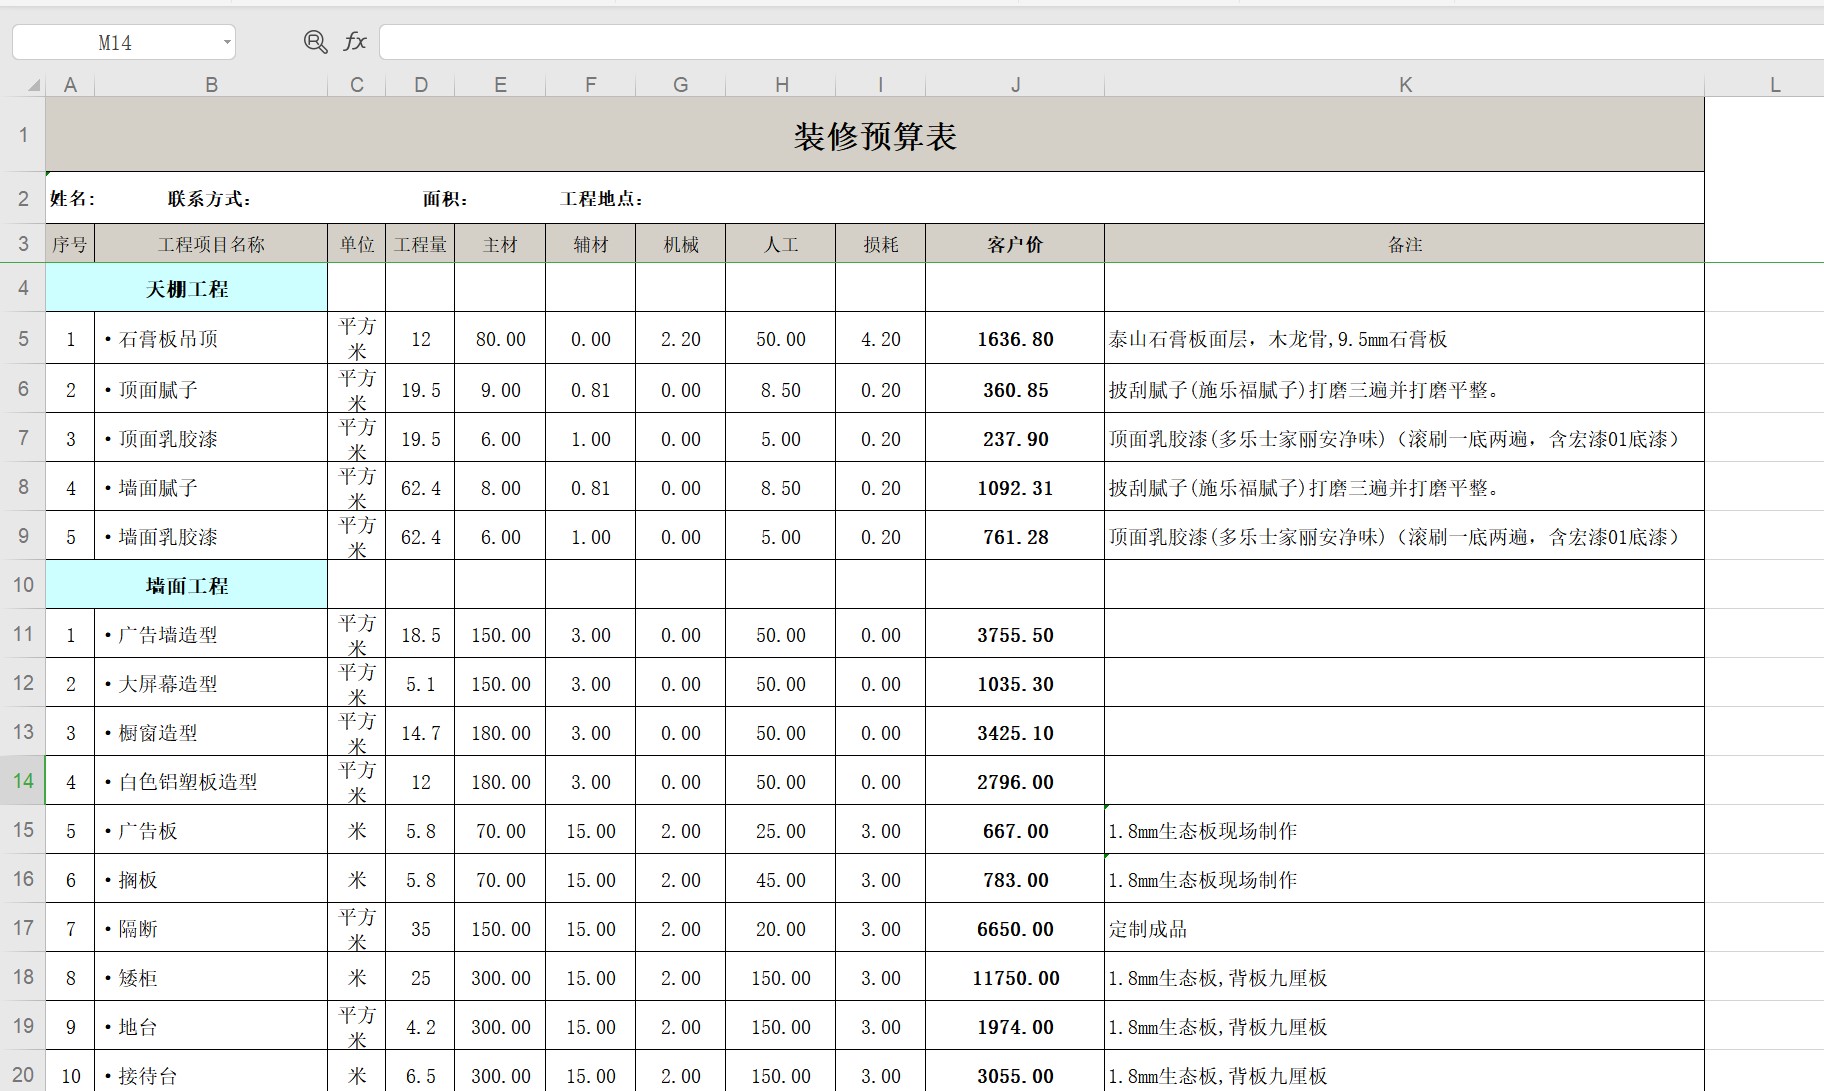 M14 fx
A B C D E F G H I J K L
1 装修预算表
2 姓名: 联系方式: 面积: 工程地点:
3 序号 工程项目名称 单位 工程量 主材 辅材 机械 人工 损耗 客户价 备注
4 天棚工程
5 1 ·石膏板吊顶 平方米 12 80.00 0.00 2.20 50.00 4.20 1636.80 泰山石膏板面层，木龙骨,9.5mm石膏板
6 2 ·顶面腻子 平方米 19.5 9.00 0.81 0.00 8.50 0.20 360.85 披刮腻子(施乐福腻子)打磨三遍并打磨平整。
7 3 ·顶面乳胶漆 平方米 19.5 6.00 1.00 0.00 5.00 0.20 237.90 顶面乳胶漆(多乐士家丽安净味)（滚刷一底两遍，含宏漆01底漆）
8 4 ·墙面腻子 平方米 62.4 8.00 0.81 0.00 8.50 0.20 1092.31 披刮腻子(施乐福腻子)打磨三遍并打磨平整。
9 5 ·墙面乳胶漆 平方米 62.4 6.00 1.00 0.00 5.00 0.20 761.28 顶面乳胶漆(多乐士家丽安净味)（滚刷一底两遍，含宏漆01底漆）
10 墙面工程
11 1 ·广告墙造型 平方米 18.5 150.00 3.00 0.00 50.00 0.00 3755.50
12 2 ·大屏幕造型 平方米 5.1 150.00 3.00 0.00 50.00 0.00 1035.30
13 3 ·橱窗造型 平方米 14.7 180.00 3.00 0.00 50.00 0.00 3425.10
14 4 ·白色铝塑板造型 平方米 12 180.00 3.00 0.00 50.00 0.00 2796.00
15 5 ·广告板 米 5.8 70.00 15.00 2.00 25.00 3.00 667.00 1.8mm生态板现场制作
16 6 ·搁板 米 5.8 70.00 15.00 2.00 45.00 3.00 783.00 1.8mm生态板现场制作
17 7 ·隔断 平方米 35 150.00 15.00 2.00 20.00 3.00 6650.00 定制成品
18 8 ·矮柜 米 25 300.00 15.00 2.00 150.00 3.00 11750.00 1.8mm生态板,背板九厘板
19 9 ·地台 平方米 4.2 300.00 15.00 2.00 150.00 3.00 1974.00 1.8mm生态板,背板九厘板
20 10 ·接待台 米 6.5 300.00 15.00 2.00 150.00 3.00 3055.00 1.8mm生态板,背板九厘板